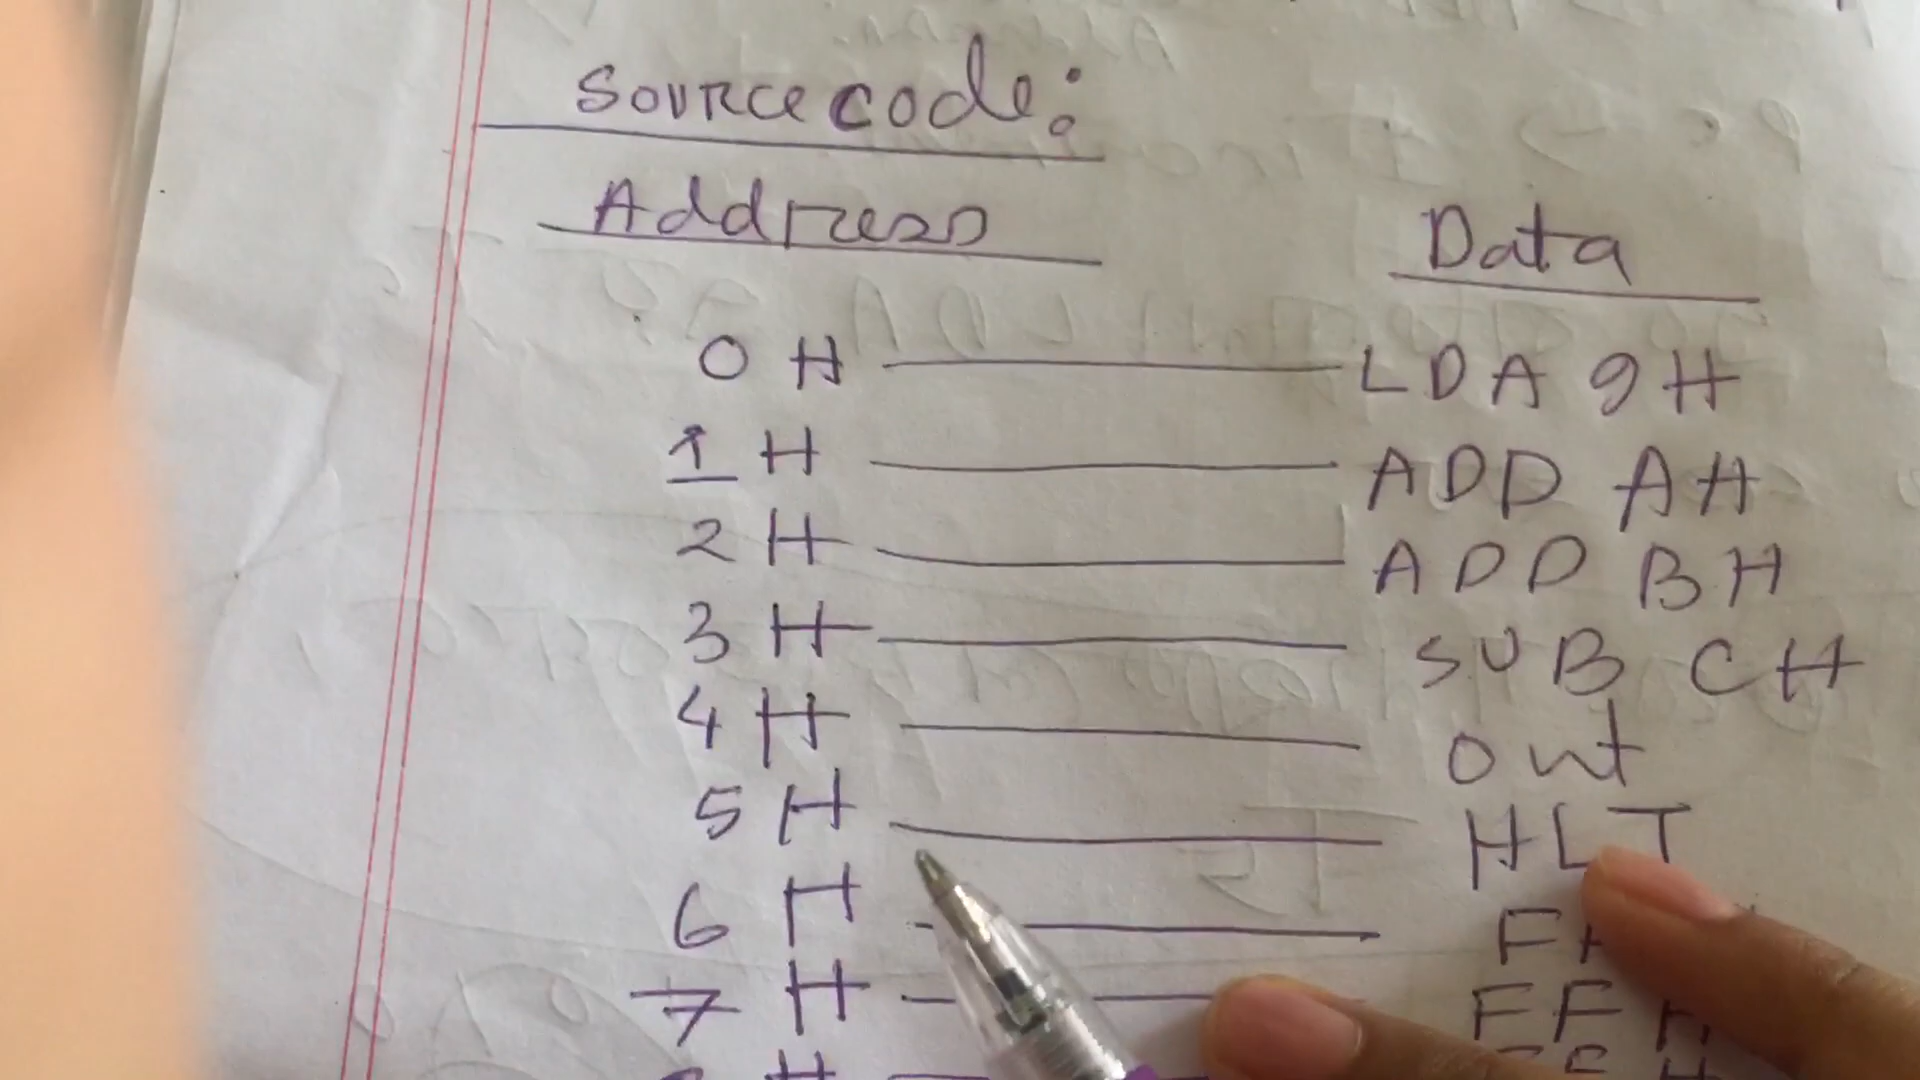 Source code:
Address Data
0 H LDA 9H
1 H ADD AH
2 H ADD BH
3 H SUB CH
4 H Out
5 H HLT
6 H
7 H FFH